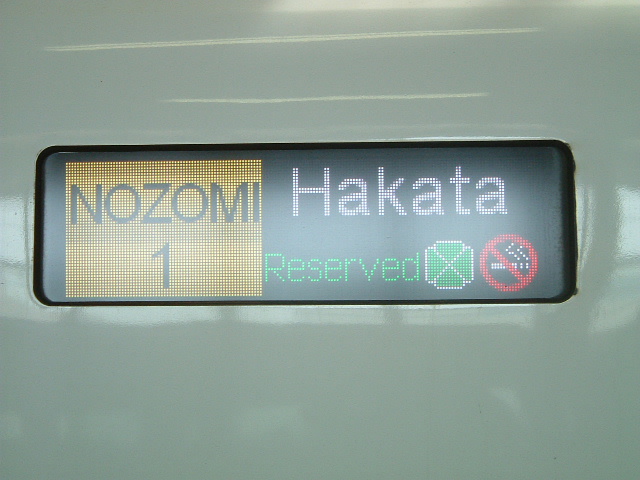 NOZOMI
1
Hakata
Reserved